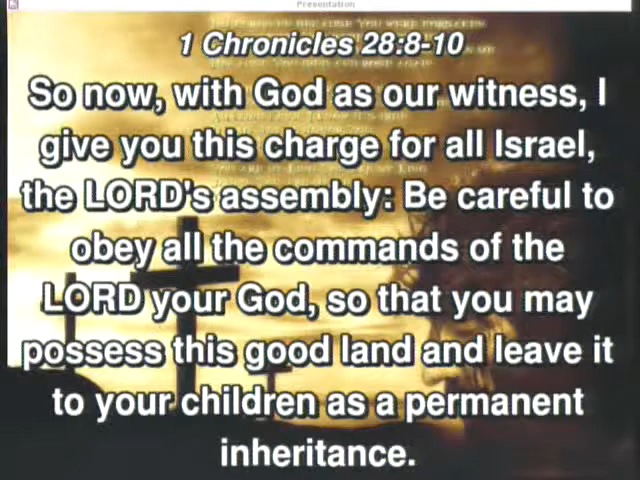 Presentation
1 Chronicles 28:8-10
So now, with God as our witness, I
give you this charge for all Israel,
the LORD's assembly: Be careful to
obey all the commands of the
LORD your God, so that you may
possess this good land and leave it
to your children as a permanent
inheritance.